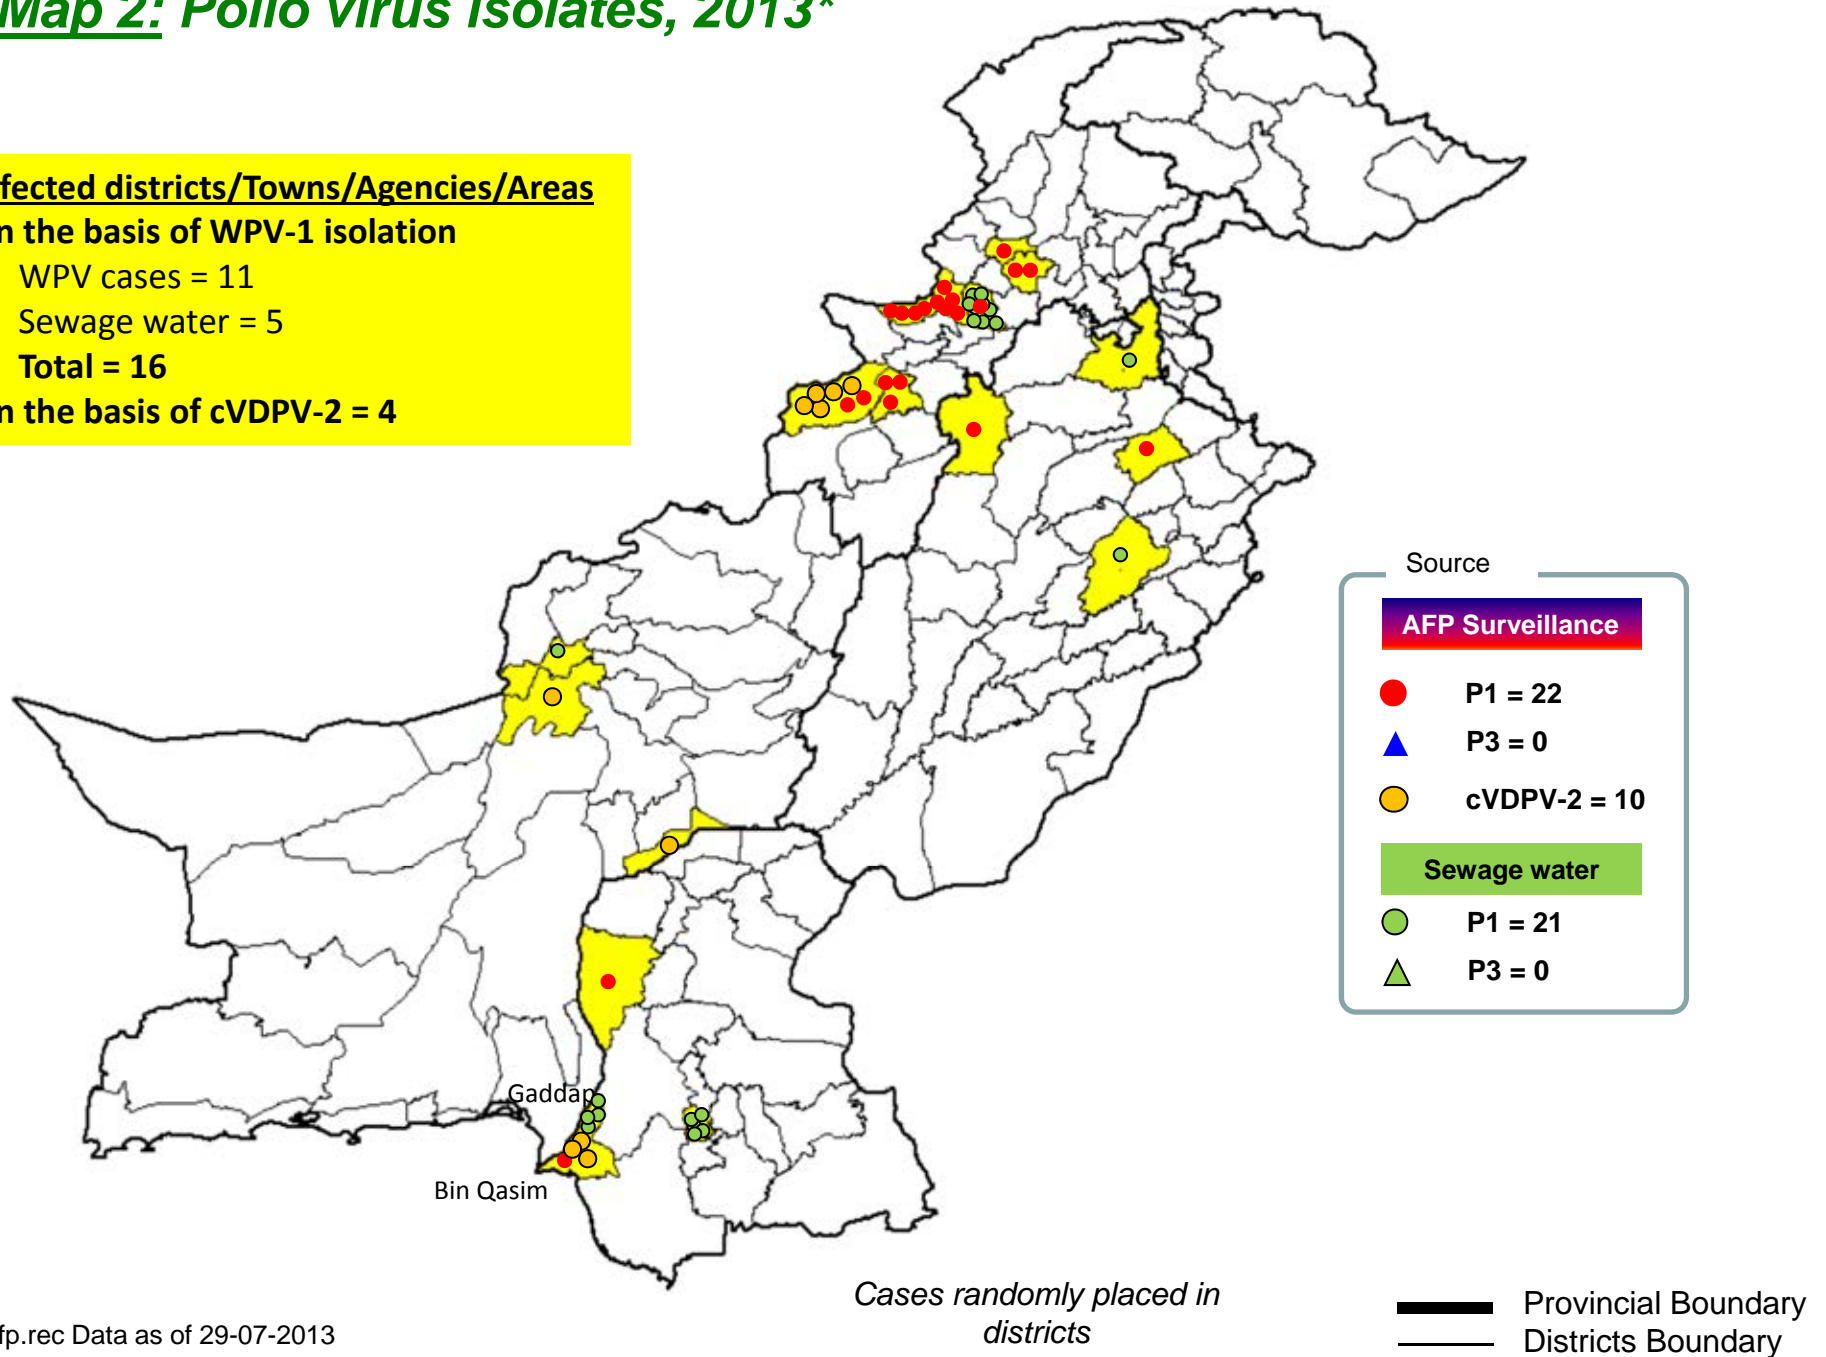 Map 2: Polio virus isolates, 2013*
fected districts/Towns/Agencies/Areas
n the basis of WPV-1 isolation
WPV cases = 11
Sewage water = 5
Total = 16
n the basis of cVDPV-2 = 4
Source
AFP Surveillance
P1 = 22
P3 = 0
cVDPV-2 = 10
Sewage water
P1 = 21
P3 = 0
Gaddap
Bin Qasim
Cases randomly placed in
districts
fp.rec Data as of 29-07-2013
Provincial Boundary
Districts Boundary